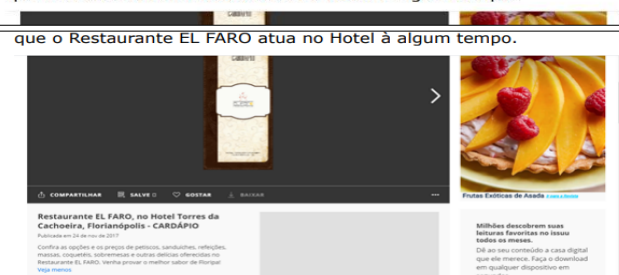 que o Restaurante EL FARO atua no Hotel à algum tempo.
COMPARTILHAR SALVE 0 GOSTAR BAIXAR
Frutas Exóticas de Asada
Restaurante EL FARO, no Hotel Torres da
Cachoeira, Florianópolis - CARDÁPIO
Publicada em 24 de nov de 2017
Confira as opções e os preços de petiscos, sanduíches, refeições,
massas, coquetéis, sobremesas e outras delícias oferecidas no
Restaurante EL FARO. Venha provar o melhor sabor de Floripa!
Veja menos
Milhões descobrem suas
leituras favoritas no issuu
todos os meses.
Dê ao seu conteúdo a casa digital
que ele merece. Faça o download
em qualquer dispositivo em